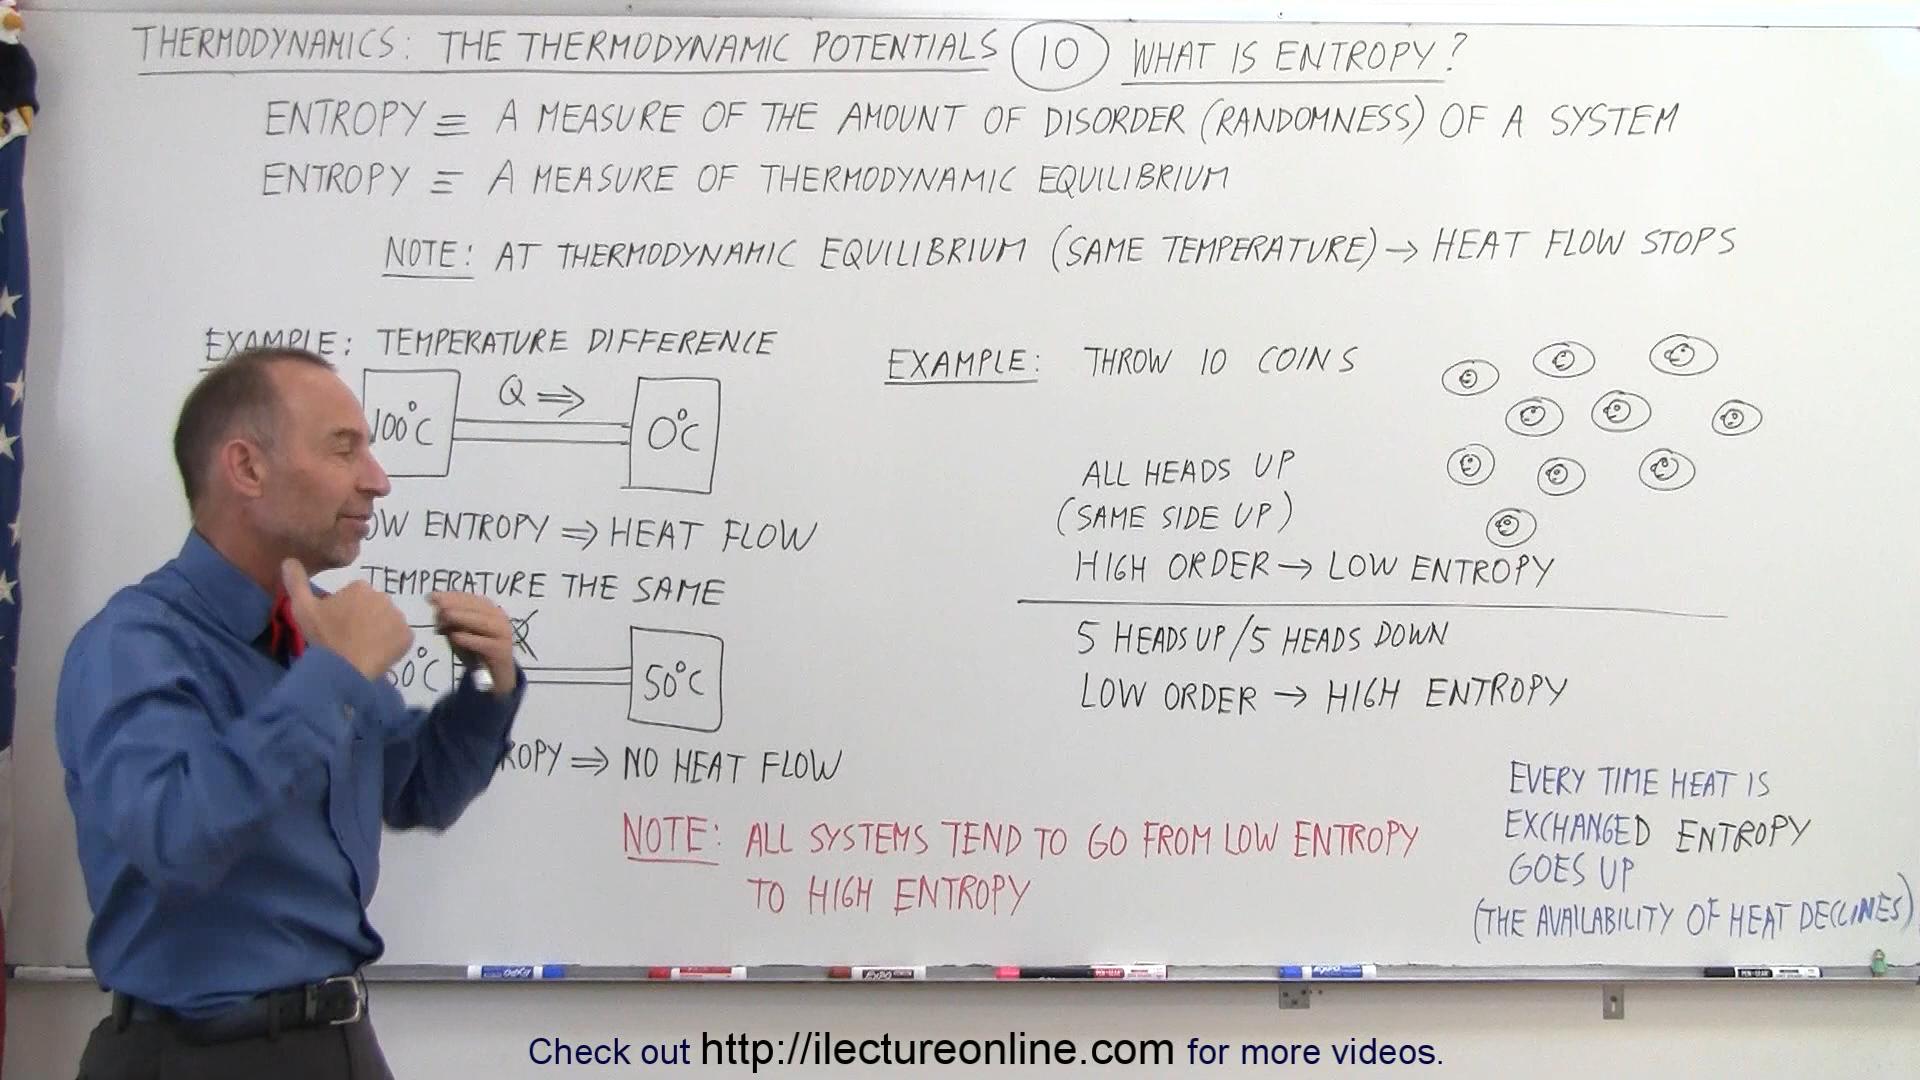 THERMODYNAMICS: THE THERMODYNAMIC POTENTIALS 10 WHAT IS ENTROPY?
ENTROPY ≡ A MEASURE OF THE AMOUNT OF DISORDER (RANDOMNESS) OF A SYSTEM
ENTROPY ≡ A MEASURE OF THERMODYNAMIC EQUILIBRIUM
NOTE: AT THERMODYNAMIC EQUILIBRIUM (SAME TEMPERATURE) → HEAT FLOW STOPS
EXAMPLE: TEMPERATURE DIFFERENCE
Q ⇒
100°C
0°C
ENTROPY ⇒ HEAT FLOW
TEMPERATURE THE SAME
Q
50°C
⇒ NO HEAT FLOW
EXAMPLE: THROW 10 COINS
ALL HEADS UP
(SAME SIDE UP)
HIGH ORDER → LOW ENTROPY
5 HEADS UP/5 HEADS DOWN
LOW ORDER → HIGH ENTROPY
NOTE: ALL SYSTEMS TEND TO GO FROM LOW ENTROPY
TO HIGH ENTROPY
EVERY TIME HEAT IS
EXCHANGED ENTROPY
GOES UP
(THE AVAILABILITY OF HEAT DECLINES)
EXPO
Check out http://ilectureonline.com for more videos.